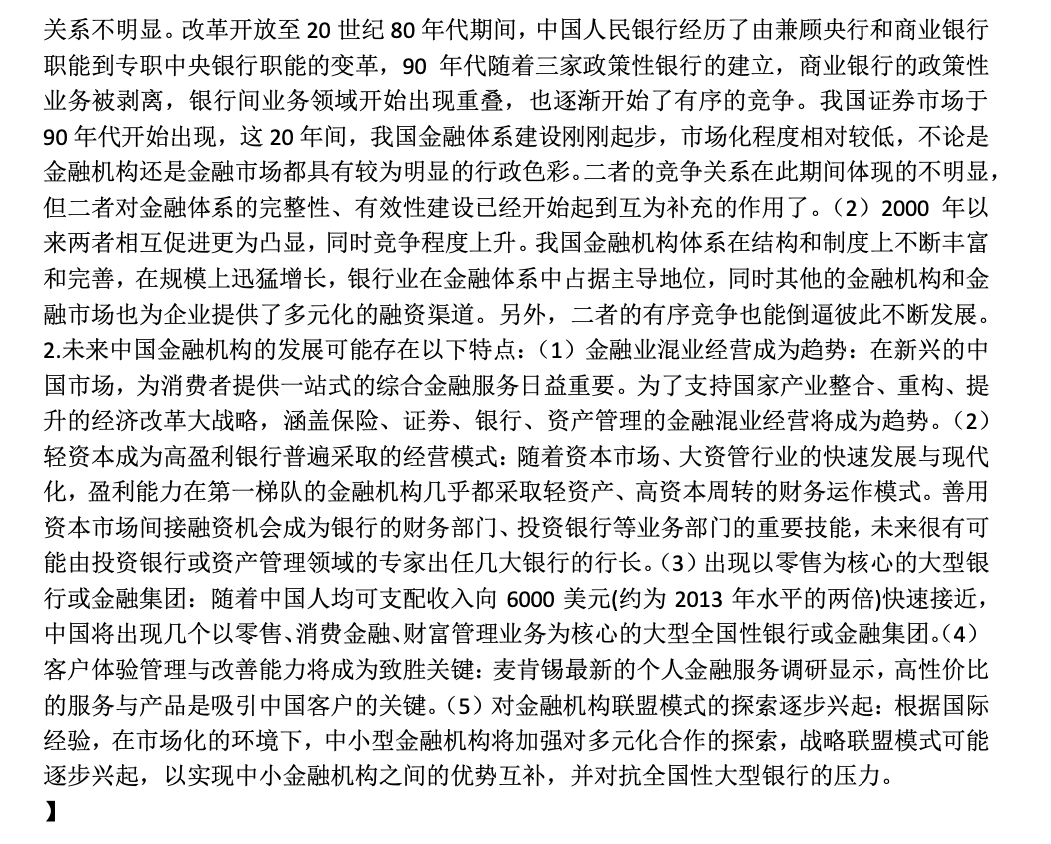 关系不明显。改革开放至 20 世纪 80 年代期间，中国人民银行经历了由兼顾央行和商业银行
职能到专职中央银行职能的变革，90 年代随着三家政策性银行的建立，商业银行的政策性
业务被剥离，银行间业务领域开始出现重叠，也逐渐开始了有序的竞争。我国证券市场于
90 年代开始出现，这 20 年间，我国金融体系建设刚刚起步，市场化程度相对较低，不论是
金融机构还是金融市场都具有较为明显的行政色彩。二者的竞争关系在此期间体现的不明显，
但二者对金融体系的完整性、有效性建设已经开始起到互为补充的作用了。（2）2000 年以
来两者相互促进更为凸显，同时竞争程度上升。我国金融机构体系在结构和制度上不断丰富
和完善，在规模上迅猛增长，银行业在金融体系中占据主导地位，同时其他的金融机构和金
融市场也为企业提供了多元化的融资渠道。另外，二者的有序竞争也能倒逼彼此不断发展。
2.未来中国金融机构的发展可能存在以下特点：（1）金融业混业经营成为趋势：在新兴的中
国市场，为消费者提供一站式的综合金融服务日益重要。为了支持国家产业整合、重构、提
升的经济改革大战略，涵盖保险、证券、银行、资产管理的金融混业经营将成为趋势。（2）
轻资本成为高盈利银行普遍采取的经营模式：随着资本市场、大资管行业的快速发展与现代
化，盈利能力在第一梯队的金融机构几乎都采取轻资产、高资本周转的财务运作模式。善用
资本市场间接融资机会成为银行的财务部门、投资银行等业务部门的重要技能，未来很有可
能由投资银行或资产管理领域的专家出任几大银行的行长。（3）出现以零售为核心的大型银
行或金融集团：随着中国人均可支配收入向 6000 美元(约为 2013 年水平的两倍)快速接近，
中国将出现几个以零售、消费金融、财富管理业务为核心的大型全国性银行或金融集团。（4）
客户体验管理与改善能力将成为致胜关键：麦肯锡最新的个人金融服务调研显示，高性价比
的服务与产品是吸引中国客户的关键。（5）对金融机构联盟模式的探索逐步兴起：根据国际
经验，在市场化的环境下，中小型金融机构将加强对多元化合作的探索，战略联盟模式可能
逐步兴起，以实现中小金融机构之间的优势互补，并对抗全国性大型银行的压力。
】